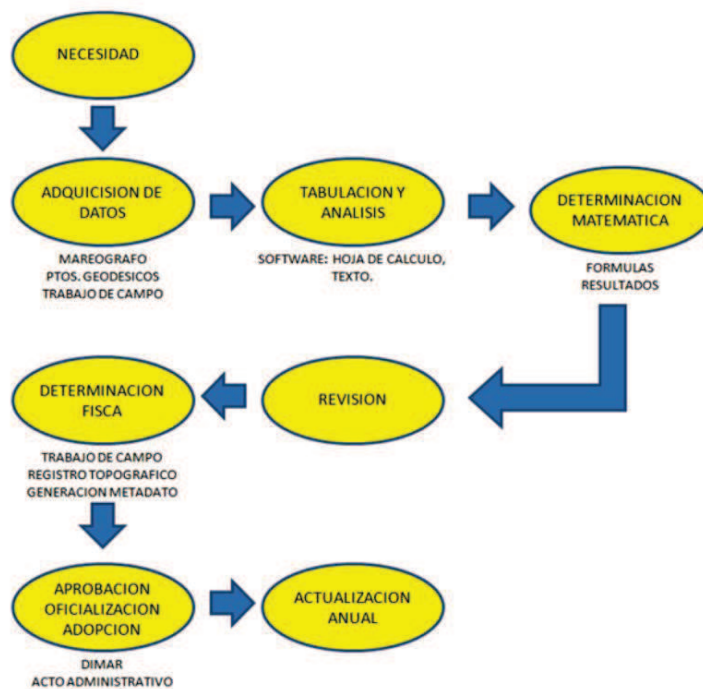 NECESIDAD
ADQUICISION DE
DATOS
MAREOGRAFO
PTOS. GEODESICOS
TRABAJO DE CAMPO
TABULACION Y
ANALISIS
SOFTWARE: HOJA DE CALCULO,
TEXTO.
DETERMINACION
MATEMATICA
FORMULAS
RESULTADOS
REVISION
DETERMINACION
FISCA
TRABAJO DE CAMPO
REGISTRO TOPOGRAFICO
GENERACION METADATO
APROBACION
OFICIALIZACION
ADOPCION
DIMAR
ACTO ADMINISTRATIVO
ACTUALIZACION
ANUAL